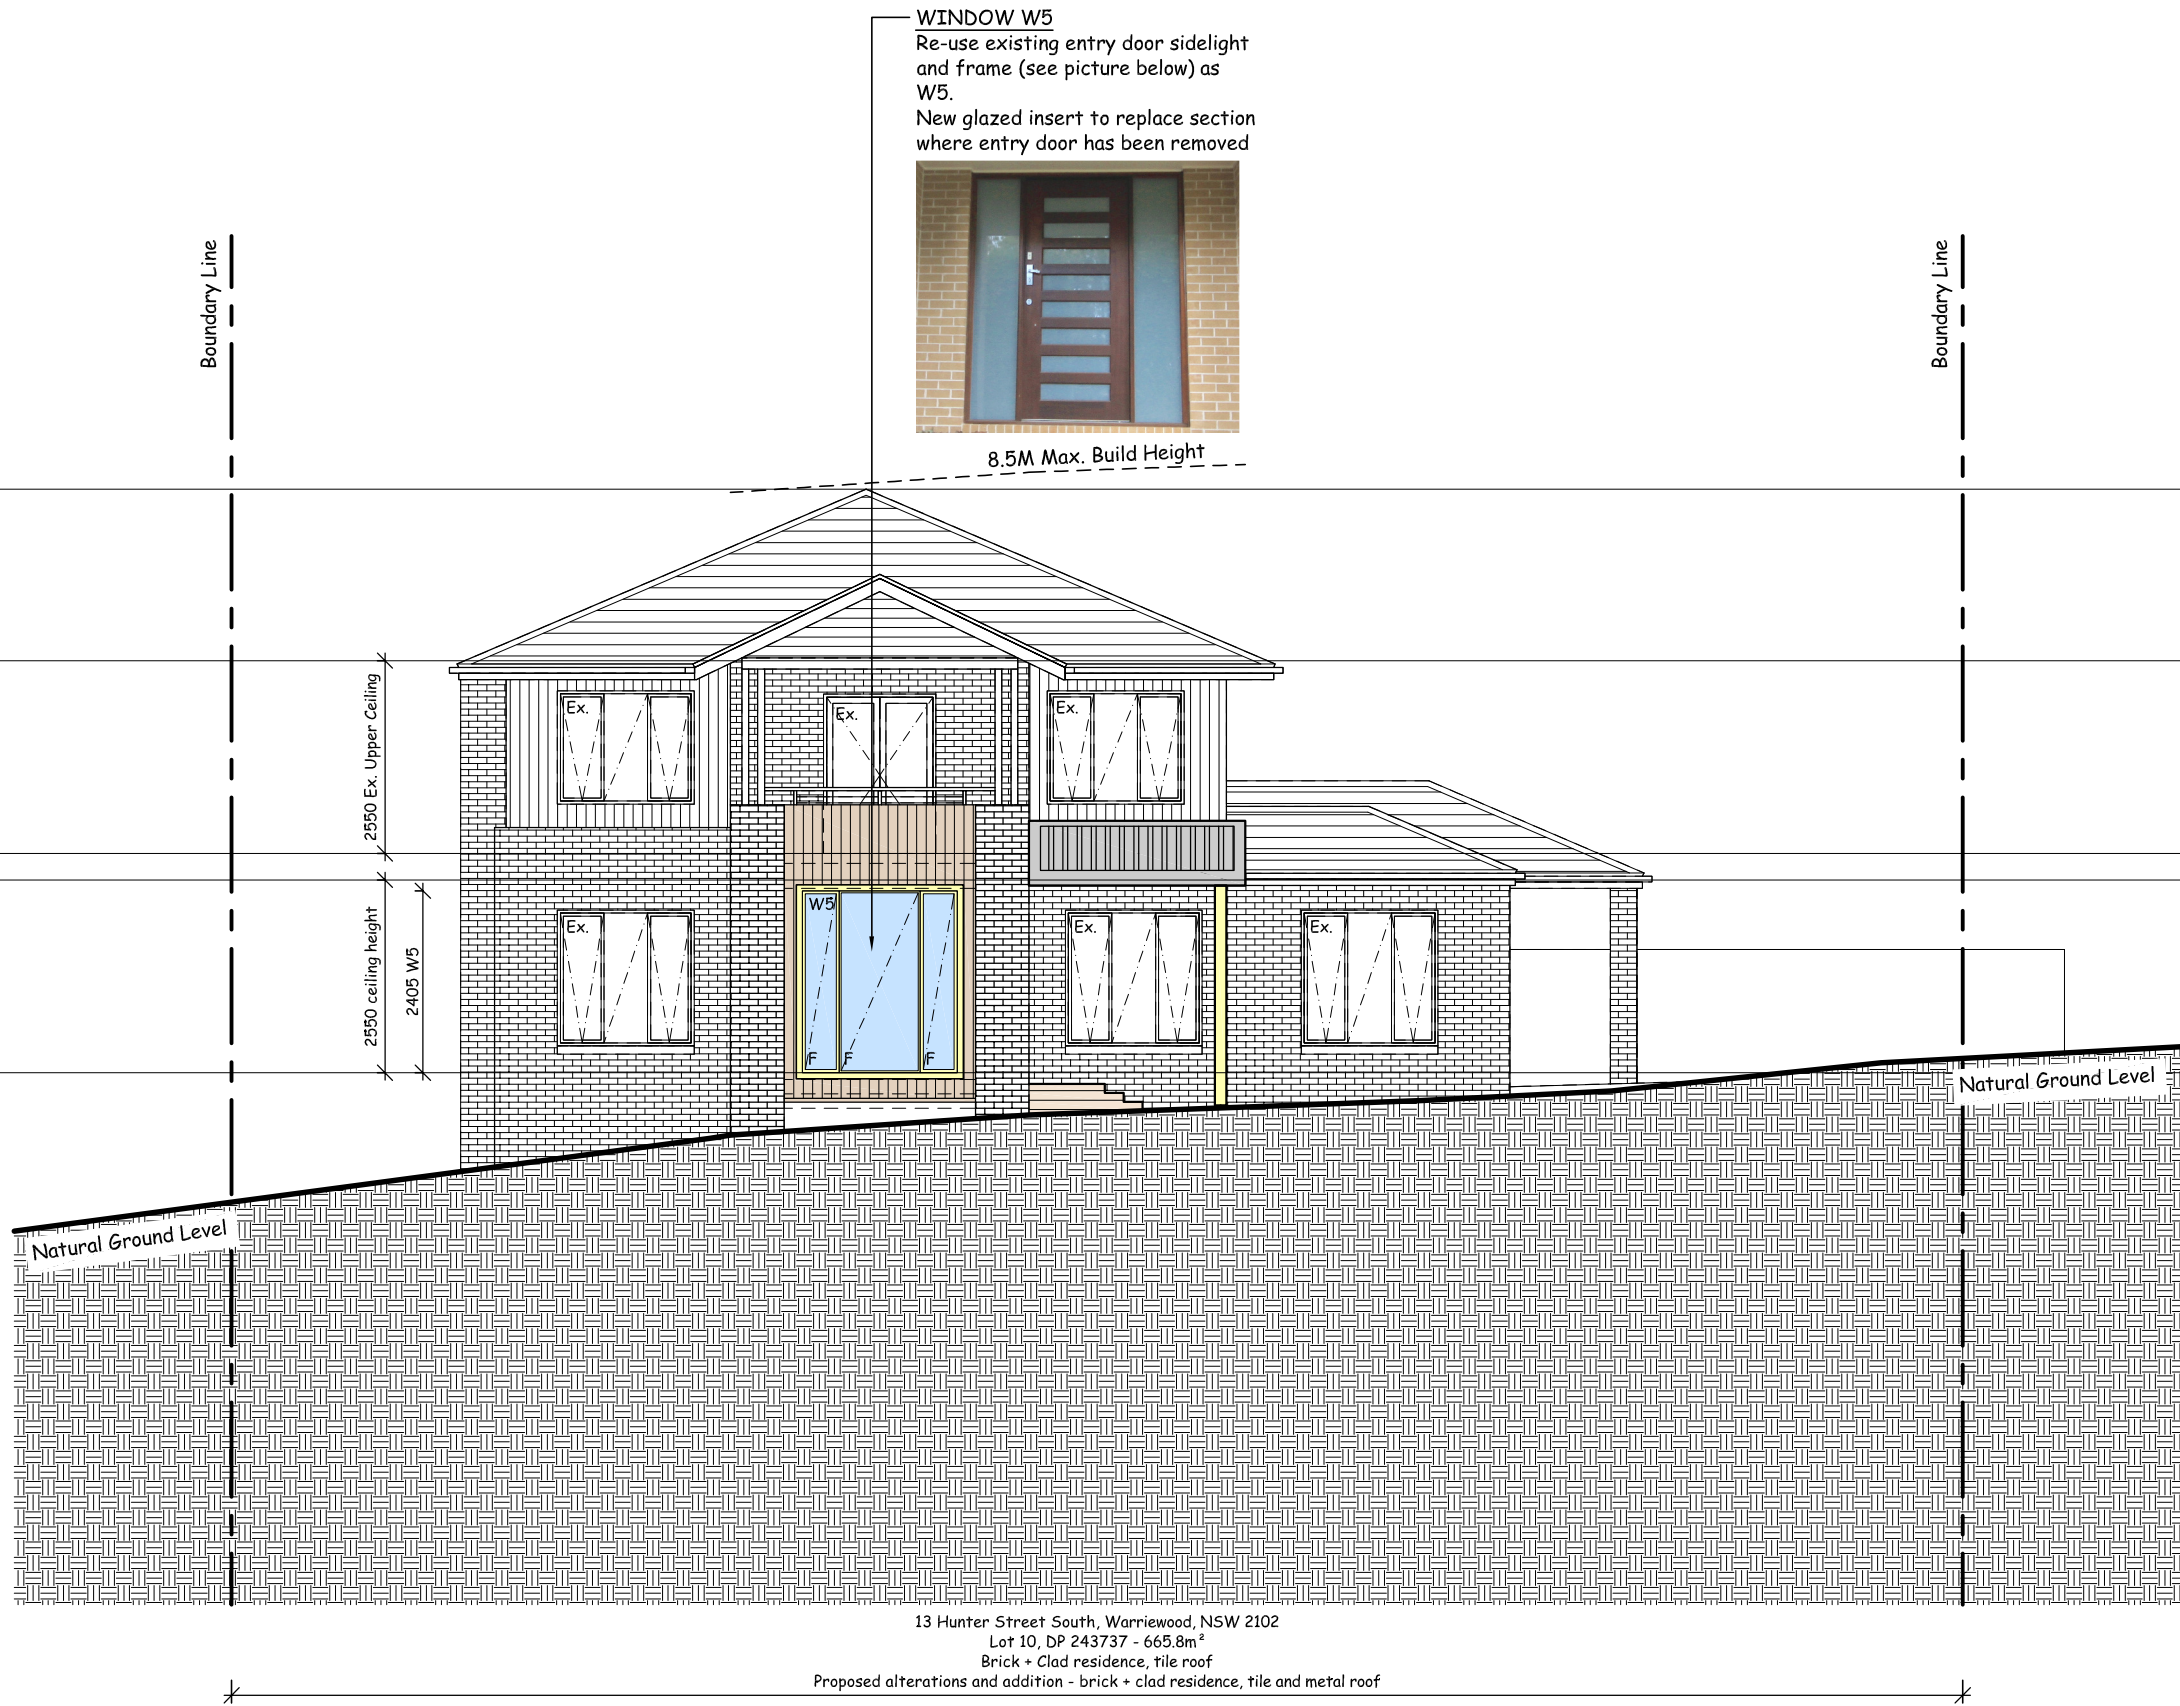 WINDOW W5
Re-use existing entry door sidelight
and frame (see picture below) as
W5.
New glazed insert to replace section
where entry door has been removed
Boundary Line
Boundary Line
8.5M Max. Build Height
2550 Ex. Upper Ceiling
Ex.
Ex.
Ex.
2550 ceiling height
2405 W5
W5
Ex.
Ex.
Ex.
F
F
F
Natural Ground Level
Natural Ground Level
13 Hunter Street South, Warriewood, NSW 2102
Lot 10, DP 243737 - 665.8m²
Brick + Clad residence, tile roof
Proposed alterations and addition - brick + clad residence, tile and metal roof